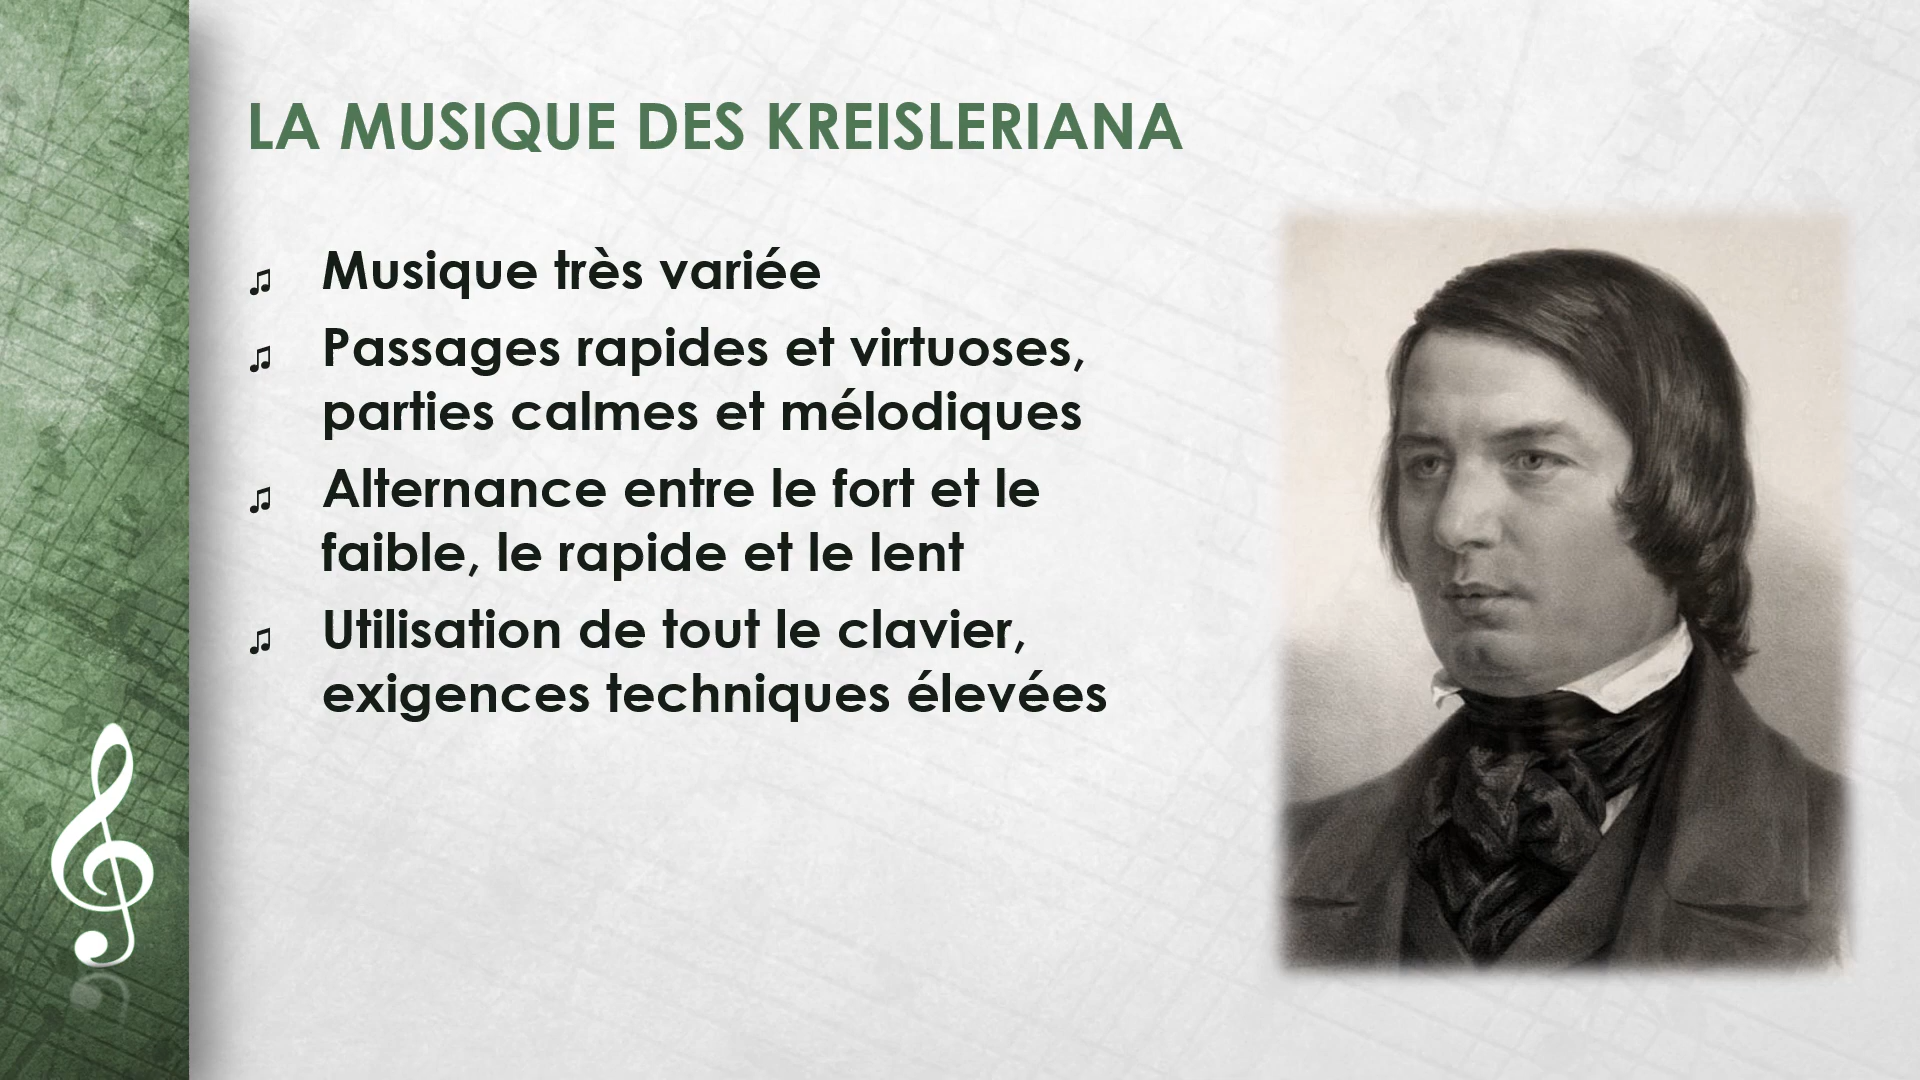 LA MUSIQUE DES KREISLERIANA
♫ Musique très variée
♫ Passages rapides et virtuoses,
parties calmes et mélodiques
♫ Alternance entre le fort et le
faible, le rapide et le lent
♫ Utilisation de tout le clavier,
exigences techniques élevées